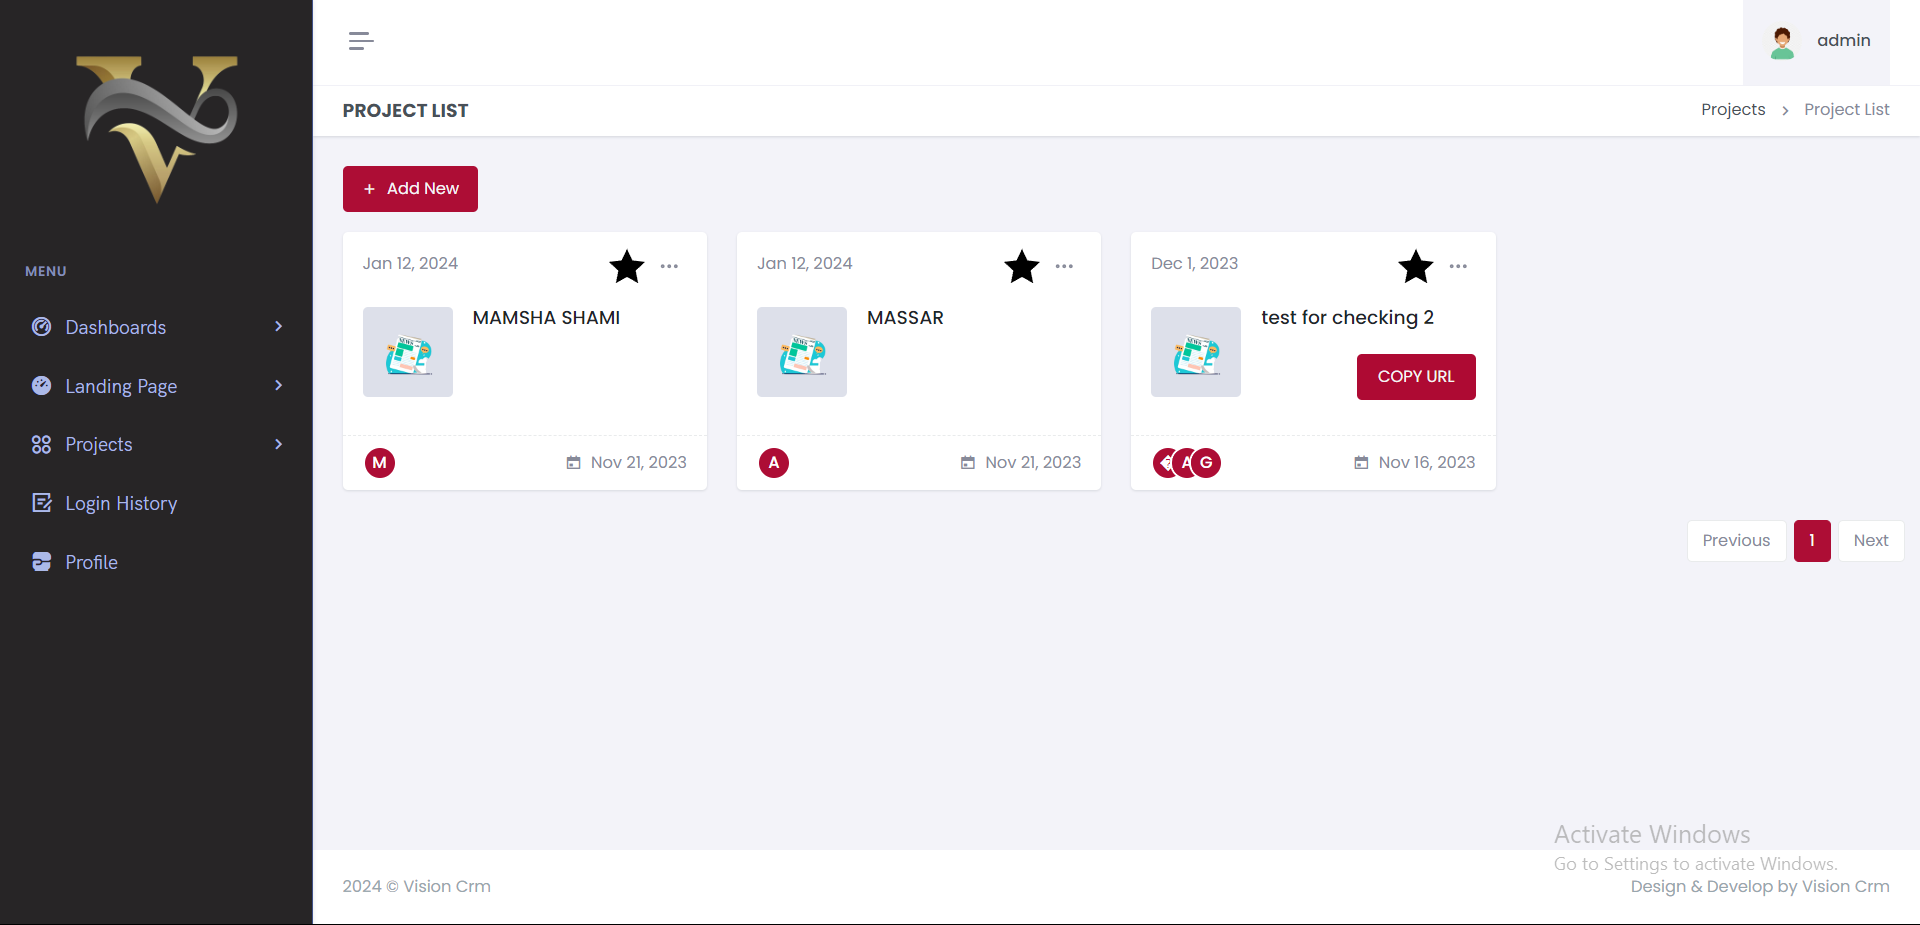 admin
PROJECT LIST
Projects > Project List
+ Add New
MENU
Dashboards
Landing Page
Projects
Login History
Profile
Jan 12, 2024
MAMSHA SHAMI
M
Nov 21, 2023
Jan 12, 2024
MASSAR
A
Nov 21, 2023
Dec 1, 2023
test for checking 2
COPY URL
A G
Nov 16, 2023
Previous 1 Next
Activate Windows
Go to Settings to activate Windows.
2024 © Vision Crm
Design & Develop by Vision Crm